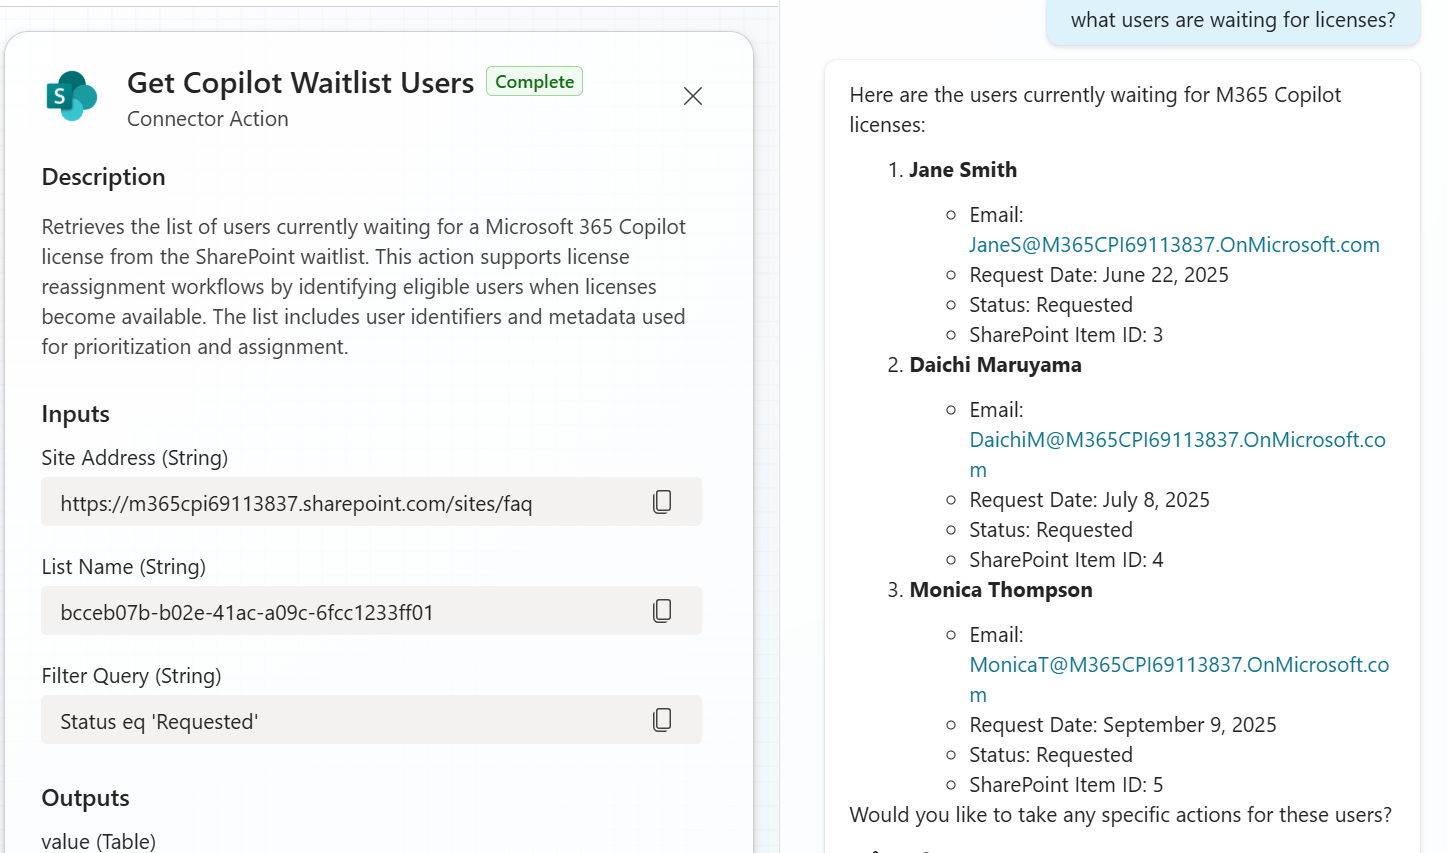 Get Copilot Waitlist Users
Complete
Connector Action
Description
Retrieves the list of users currently waiting for a Microsoft 365 Copilot
license from the SharePoint waitlist. This action supports license
reassignment workflows by identifying eligible users when licenses
become available. The list includes user identifiers and metadata used
for prioritization and assignment.
Inputs
Site Address (String)
https://m365cpi69113837.sharepoint.com/sites/faq
List Name (String)
bcceb07b-b02e-41ac-a09c-6fcc1233ff01
Filter Query (String)
Status eq 'Requested'
Outputs
value (Table)
what users are waiting for licenses?
Here are the users currently waiting for M365 Copilot
licenses:
1. Jane Smith
Email:
JaneS@M365CPI69113837.OnMicrosoft.com
Request Date: June 22, 2025
Status: Requested
SharePoint Item ID: 3
2. Daichi Maruyama
Email:
DaichiM@M365CPI69113837.OnMicrosoft.co
m
Request Date: July 8, 2025
Status: Requested
SharePoint Item ID: 4
3. Monica Thompson
Email:
MonicaT@M365CPI69113837.OnMicrosoft.co
m
Request Date: September 9, 2025
Status: Requested
SharePoint Item ID: 5
Would you like to take any specific actions for these users?